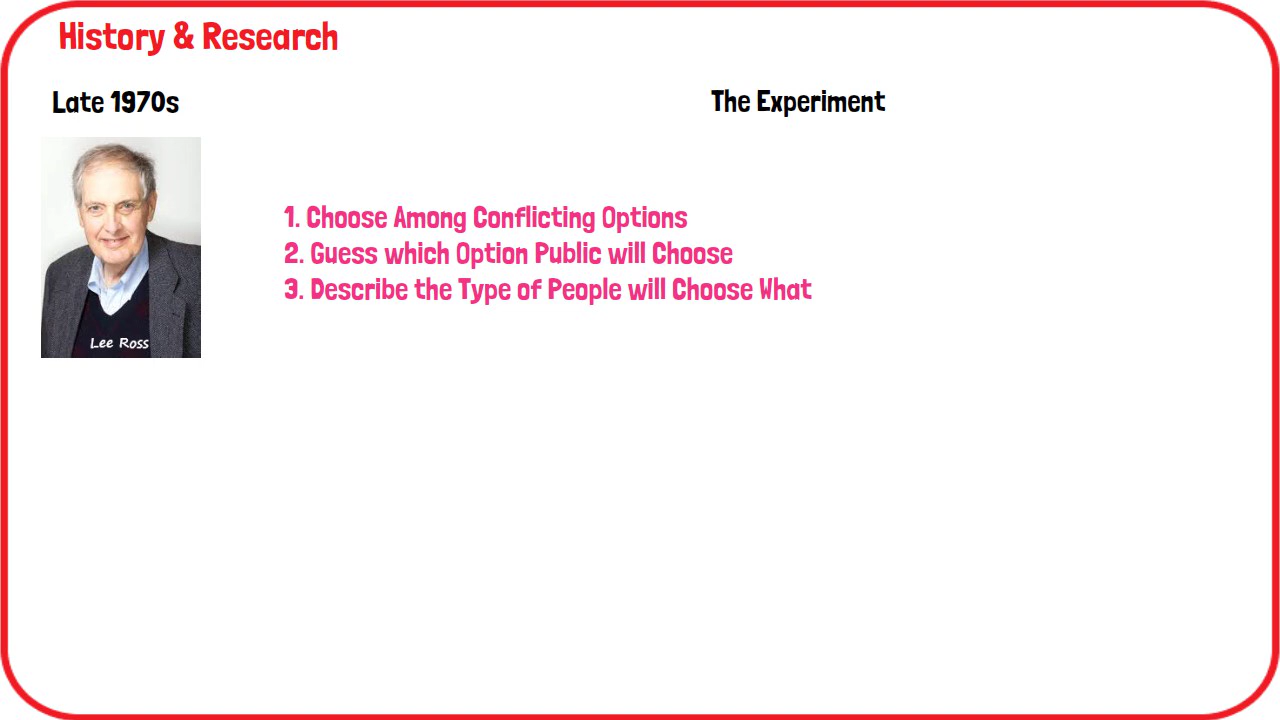 History & Research
Late 1970s
The Experiment
1. Choose Among Conflicting Options
2. Guess which Option Public will Choose
3. Describe the Type of People will Choose What
Lee Ross